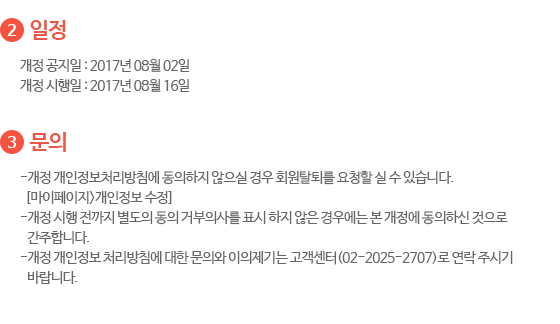 2 일정
개정 공지일 : 2017년 08월 02일
개정 시행일 : 2017년 08월 16일
3 문의
-개정 개인정보처리방침에 동의하지 않으실 경우 회원탈퇴를 요청할 실 수 있습니다.
[마이페이지>개인정보 수정]
-개정 시행 전까지 별도의 동의 거부의사를 표시 하지 않은 경우에는 본 개정에 동의하신 것으로
간주합니다.
-개정 개인정보 처리방침에 대한 문의와 이의제기는 고객센터(02-2025-2707)로 연락 주시기
바랍니다.